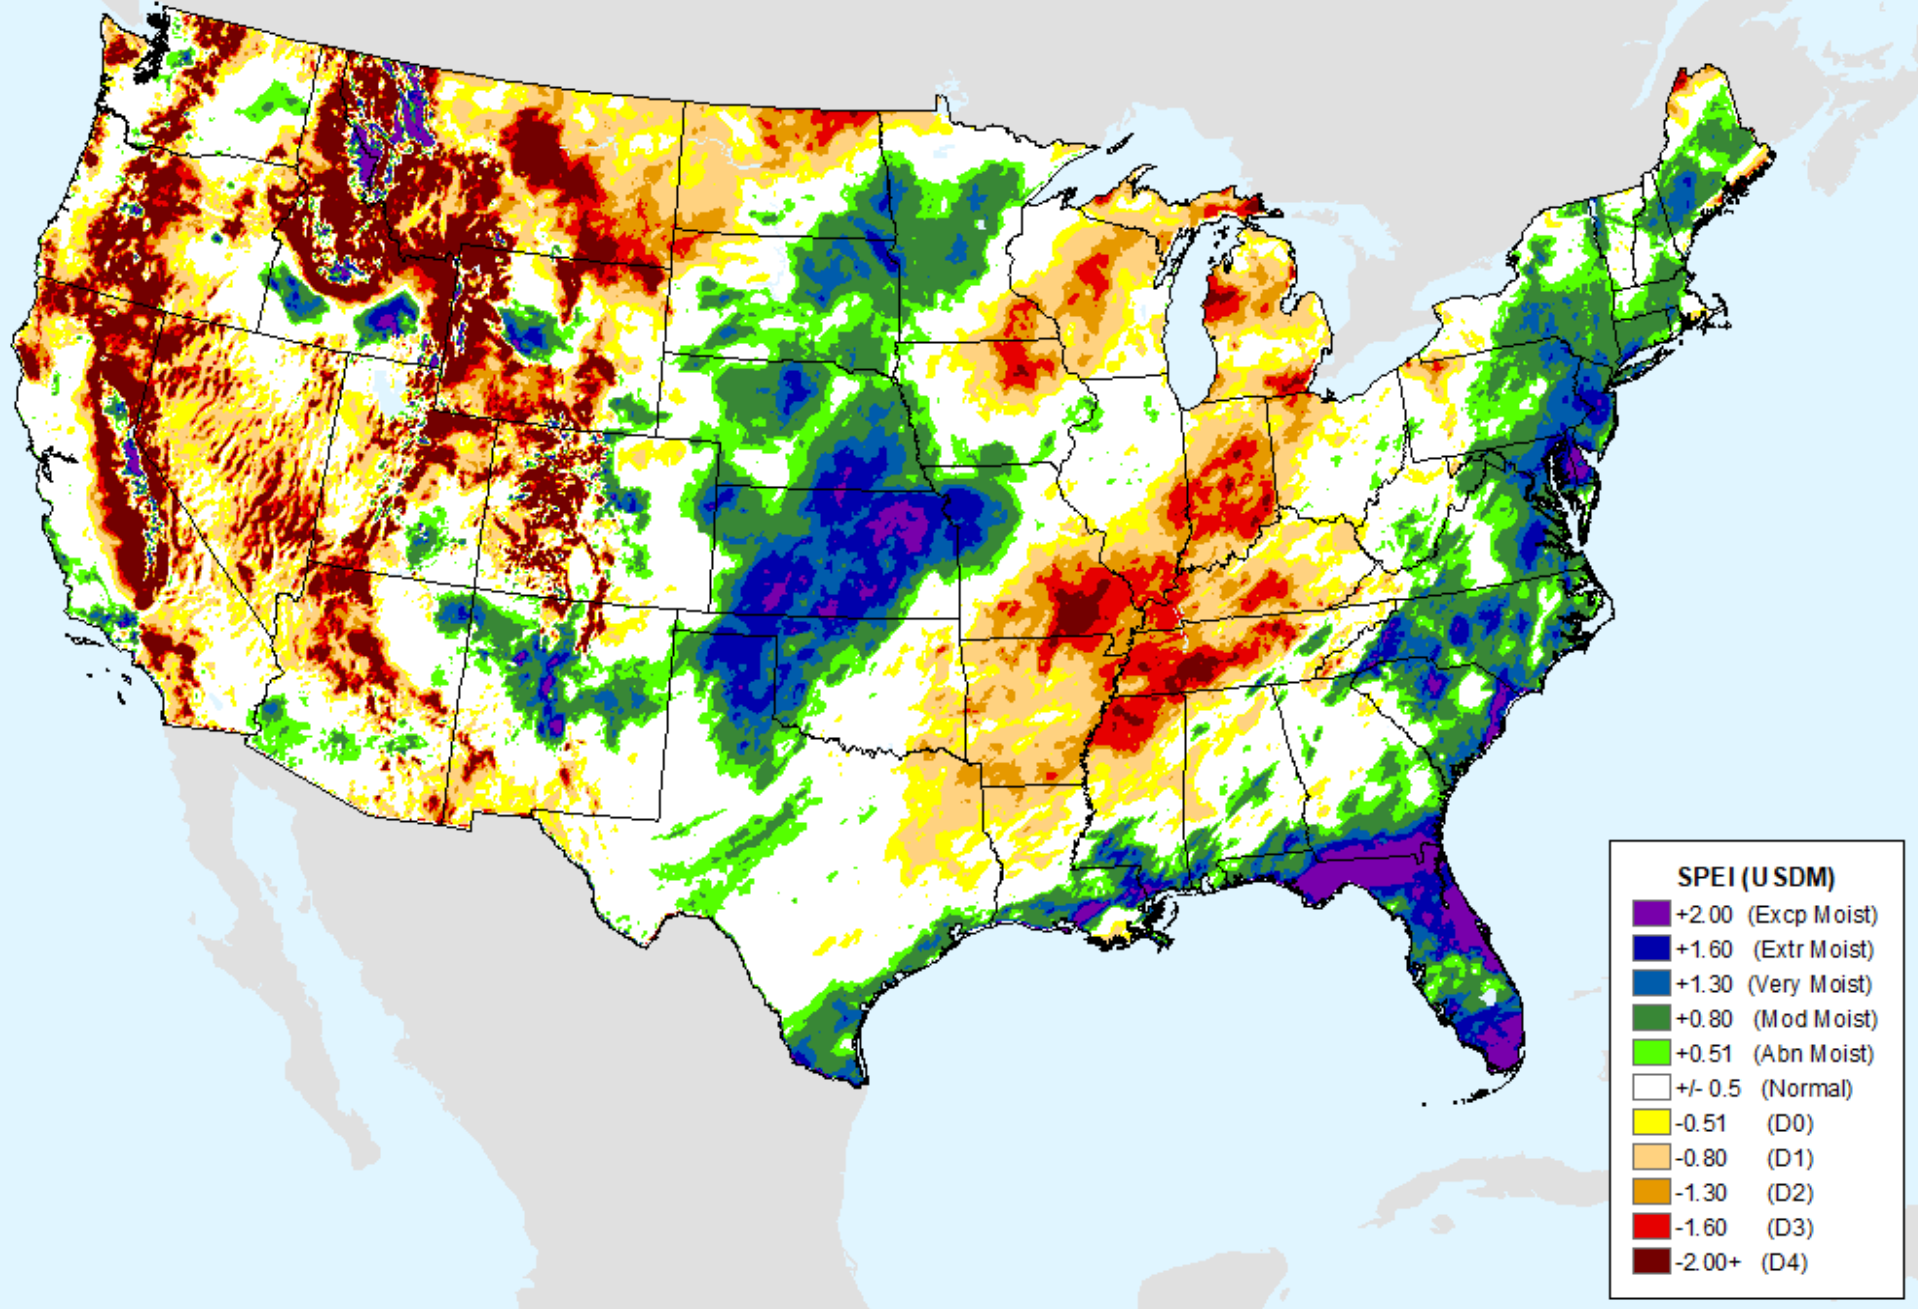 SPEI (USDM)
+2.00 (Excp Moist)
+1.60 (Extr Moist)
+1.30 (Very Moist)
+0.80 (Mod Moist)
+0.51 (Abn Moist)
+/- 0.5 (Normal)
-0.51 (D0)
-0.80 (D1)
-1.30 (D2)
-1.60 (D3)
-2.00+ (D4)